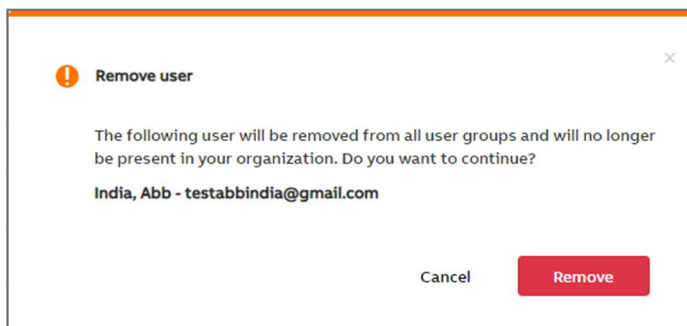 Remove user
The following user will be removed from all user groups and will no longer
be present in your organization. Do you want to continue?
India, Abb - testabbindia@gmail.com
Cancel Remove